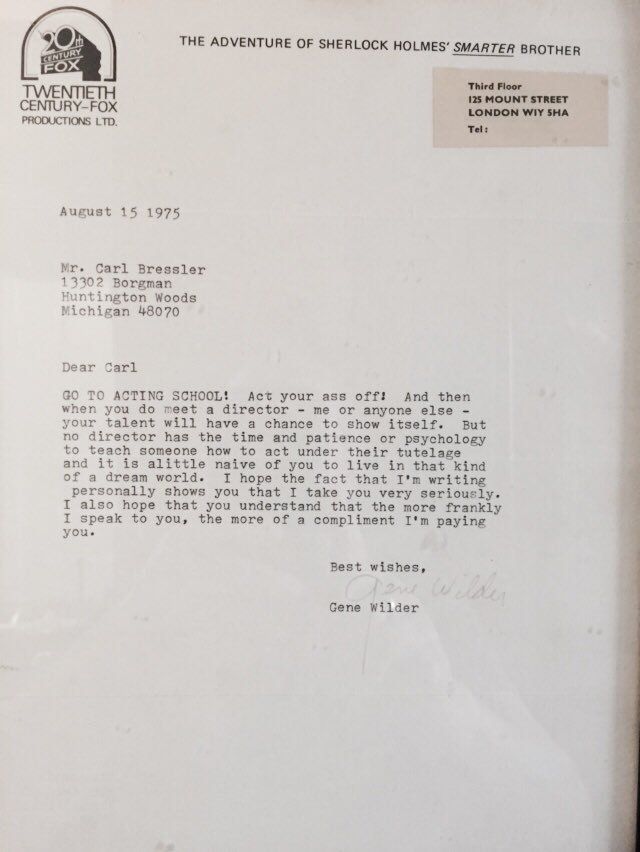 20th
CENTURY
FOX
TWENTIETH
CENTURY-FOX
PRODUCTIONS LTD.
THE ADVENTURE OF SHERLOCK HOLMES' SMARTER BROTHER
Third Floor
125 MOUNT STREET
LONDON W1Y 5HA
Tel:
August 15 1975
Mr. Carl Bressler
13302 Borgman
Huntington Woods
Michigan 48070
Dear Carl
GO TO ACTING SCHOOL! Act your ass off! And then
when you do meet a director - me or anyone else -
your talent will have a chance to show itself. But
no director has the time and patience or psychology
to teach someone how to act under their tutelage
and it is alittle naive of you to live in that kind
of a dream world. I hope the fact that I'm writing
personally shows you that I take you very seriously.
I also hope that you understand that the more frankly
I speak to you, the more of a compliment I'm paying
you.
Best wishes,
Gene Wilder
Gene Wilder